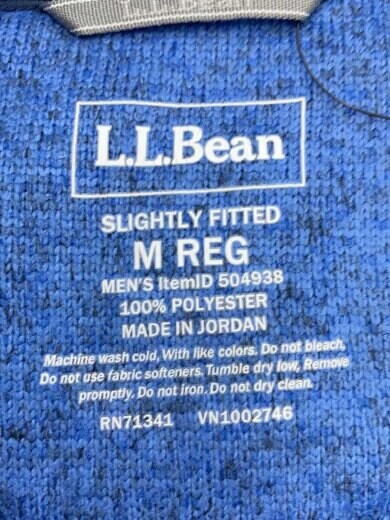 L.L.Bean
SLIGHTLY FITTED
M REG
MEN'S ItemID 504938
100% POLYESTER
MADE IN JORDAN
Machine wash cold, With like colors. Do not bleach,
Do not use fabric softeners. Tumble dry low, Remove
promptly. Do not iron. Do not dry clean.
RN71341 VN1002746